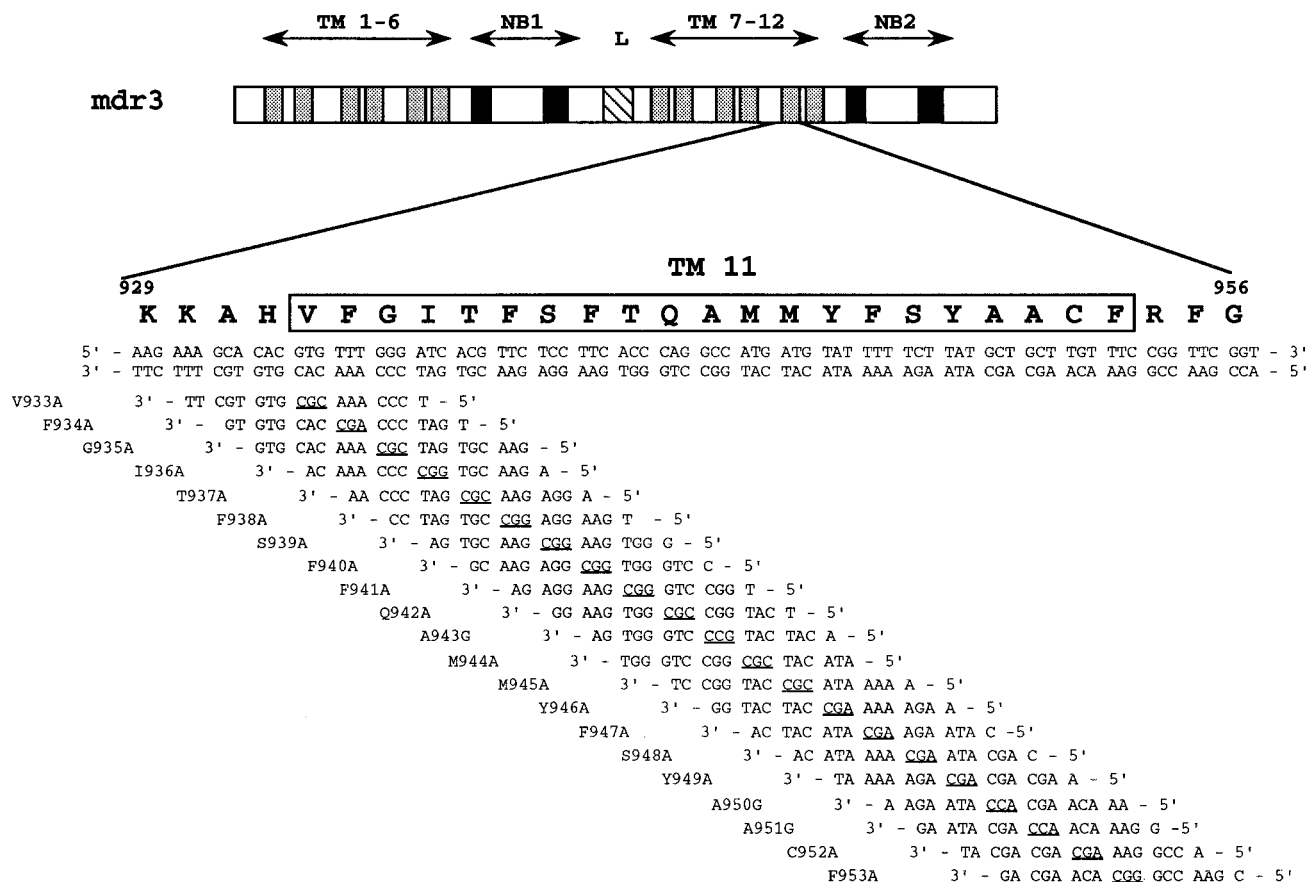 TM 1-6 NB1 L TM 7-12 NB2
mdr3
TM 11
929 956
K K A H V F G I T F S F T Q A M M Y F S Y A A C F R F G
5' - AAG AAA GCA CAC GTG TTT GGG ATC ACG TTC TCC TTC ACC CAG GCC ATG ATG TAT TTT TCT TAT GCT GCT TGT TTC CGG TTC GGT - 3'
3' - TTC TTT CGT GTG CAC AAA CCC TAG TGC AAG AGG AAG TGG GTC CGG TAC TAC ATA AAA AGA ATA CGA CGA ACA AAG GCC AAG CCA - 5'
V933A 3' - TT CGT GTG CGC AAA CCC T - 5'
F934A 3' - GT GTG CAC CGA CCC TAG T - 5'
G935A 3' - GTG CAC AAA CGC TAG TGC AAG - 5'
I936A 3' - AC AAA CCC CGG TGC AAG A - 5'
T937A 3' - AA CCC TAG CGC AAG AGG A - 5'
F938A 3' - CC TAG TGC CGG AGG AAG T - 5'
S939A 3' - AG TGC AAG CGG AAG TGG G - 5'
F940A 3' - GC AAG AGG CGG TGG GTC C - 5'
F941A 3' - AG AGG AAG CGG GTC CGG T - 5'
Q942A 3' - GG AAG TGG CGC CGG TAC T - 5'
A943G 3' - AG TGG GTC CCG TAC TAC A - 5'
M944A 3' - TGG GTC CGG CGC TAC ATA - 5'
M945A 3' - TC CGG TAC CGC ATA AAA A - 5'
Y946A 3' - GG TAC TAC CGA AAA AGA A - 5'
F947A 3' - AC TAC ATA CGA AGA ATA C -5'
S948A 3' - AC ATA AAA CGA ATA CGA C - 5'
Y949A 3' - TA AAA AGA CGA CGA CGA A - 5'
A950G 3' - A AGA ATA CCA CGA ACA AA - 5'
A951G 3' - GA ATA CGA CCA ACA AAG G -5'
C952A 3' - TA CGA CGA CGA AAG GCC A - 5'
F953A 3' - GA CGA ACA CGG GCC AAG C - 5'